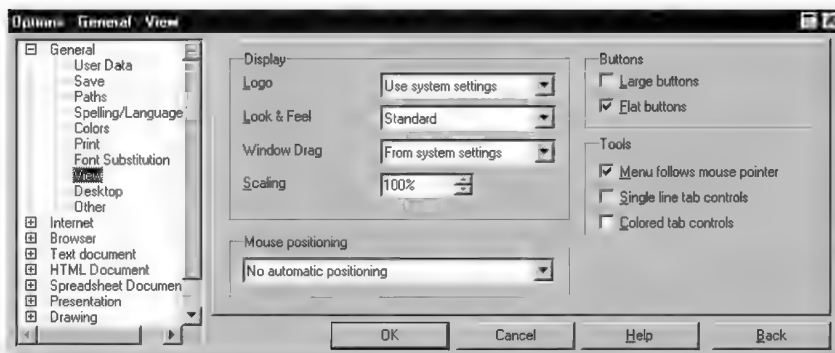 Options General View
General
User Data
Save
Paths
Spelling/Language
Colors
Print
Font Substitution
View
Desktop
Other
Internet
Browser
Text document
HTML Document
Spreadsheet Documen
Presentation
Drawing
Display
Logo
Use system settings
Look & Feel
Standard
Window Drag
From system settings
Scaling
100%
Mouse positioning
No automatic positioning
Buttons
Large buttons
Flat buttons
Tools
Menu follows mouse pointer
Single line tab controls
Colored tab controls
OK
Cancel
Help
Back